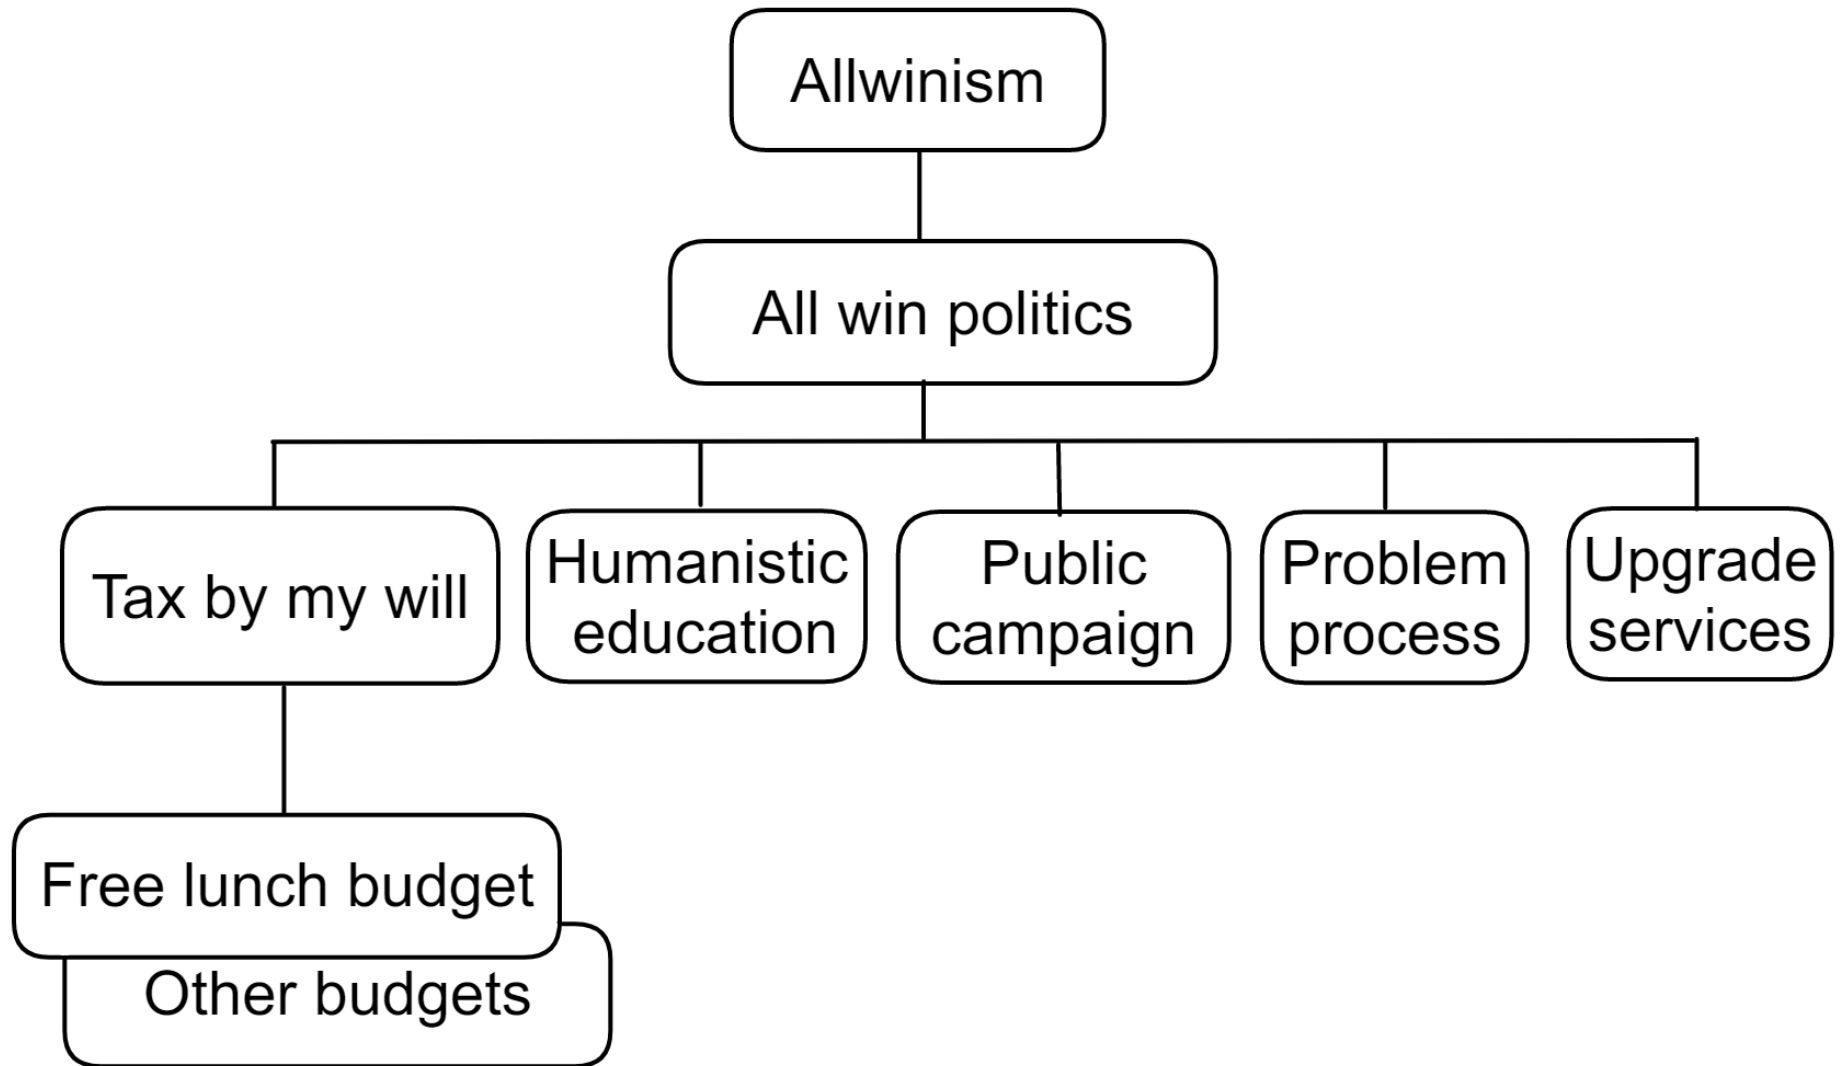 Allwinism
All win politics
Tax by my will
Humanistic
education
Public
campaign
Problem
process
Upgrade
services
Free lunch budget
Other budgets